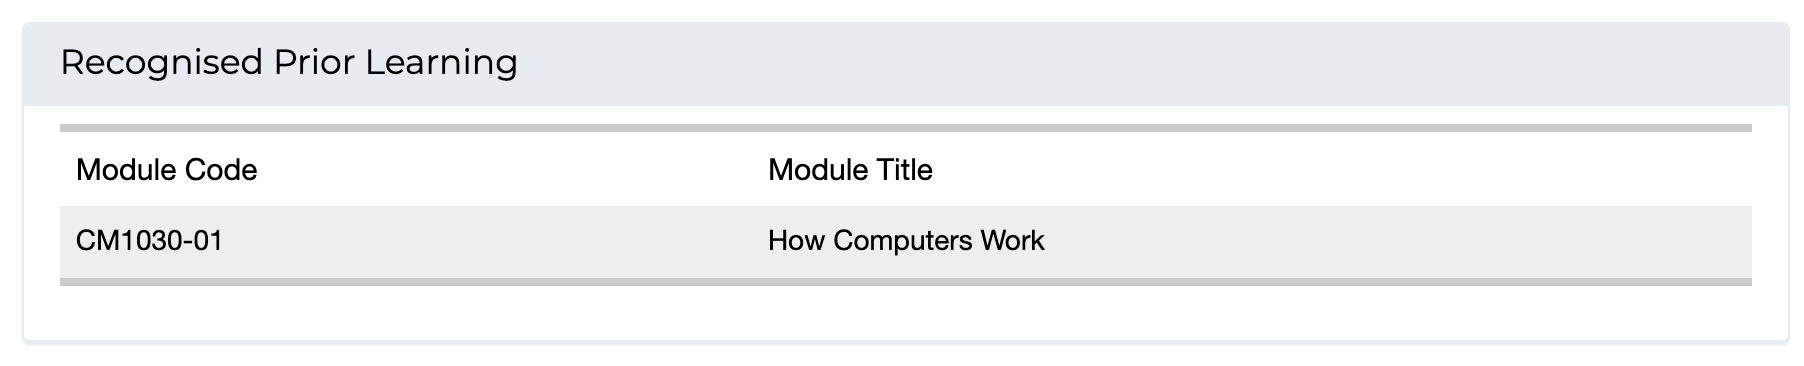 Recognised Prior Learning
Module Code Module Title
CM1030-01 How Computers Work